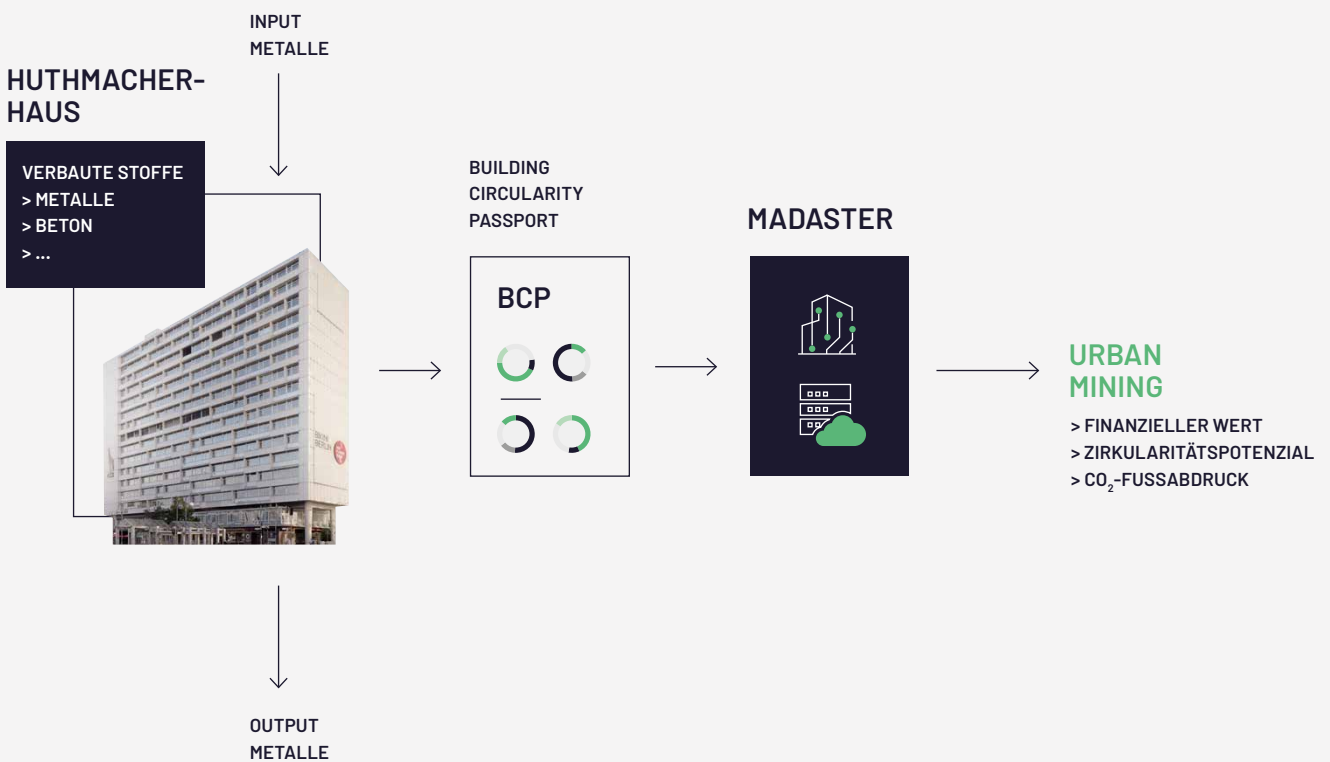 INPUT
METALLE
HUTHMACHER-
HAUS
VERBAUTE STOFFE
> METALLE
> BETON
> ...
BUILDING
CIRCULARITY
PASSPORT
BCP
MADASTER
URBAN
MINING
> FINANZIELLER WERT
> ZIRKULARITÄTSPOTENZIAL
> CO₂-FUSSABDRUCK
OUTPUT
METALLE